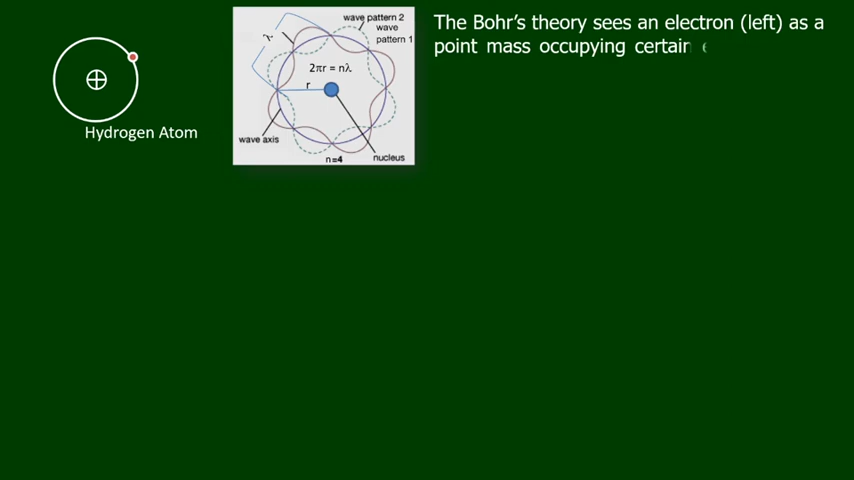 The Bohr's theory sees an electron (left) as a
point mass occupying certain
Hydrogen Atom
wave pattern 2
wave
pattern 1
2πr = nλ
r
wave axis
nucleus
n=4